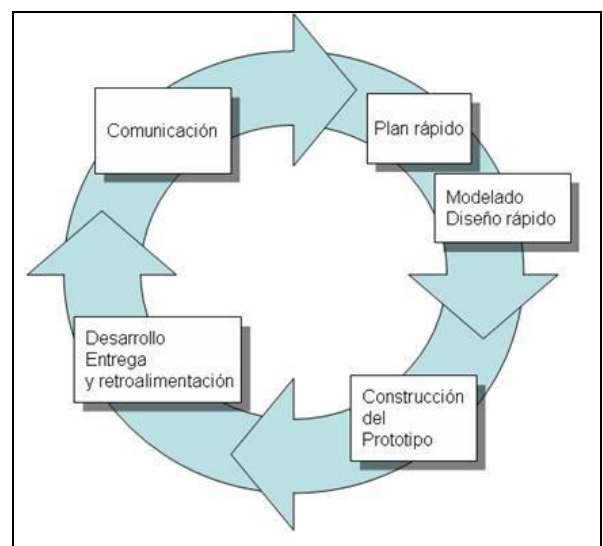 Comunicación
Plan rápido
Modelado
Diseño rápido
Construcción
del
Prototipo
Desarrollo
Entrega
y retroalimentación